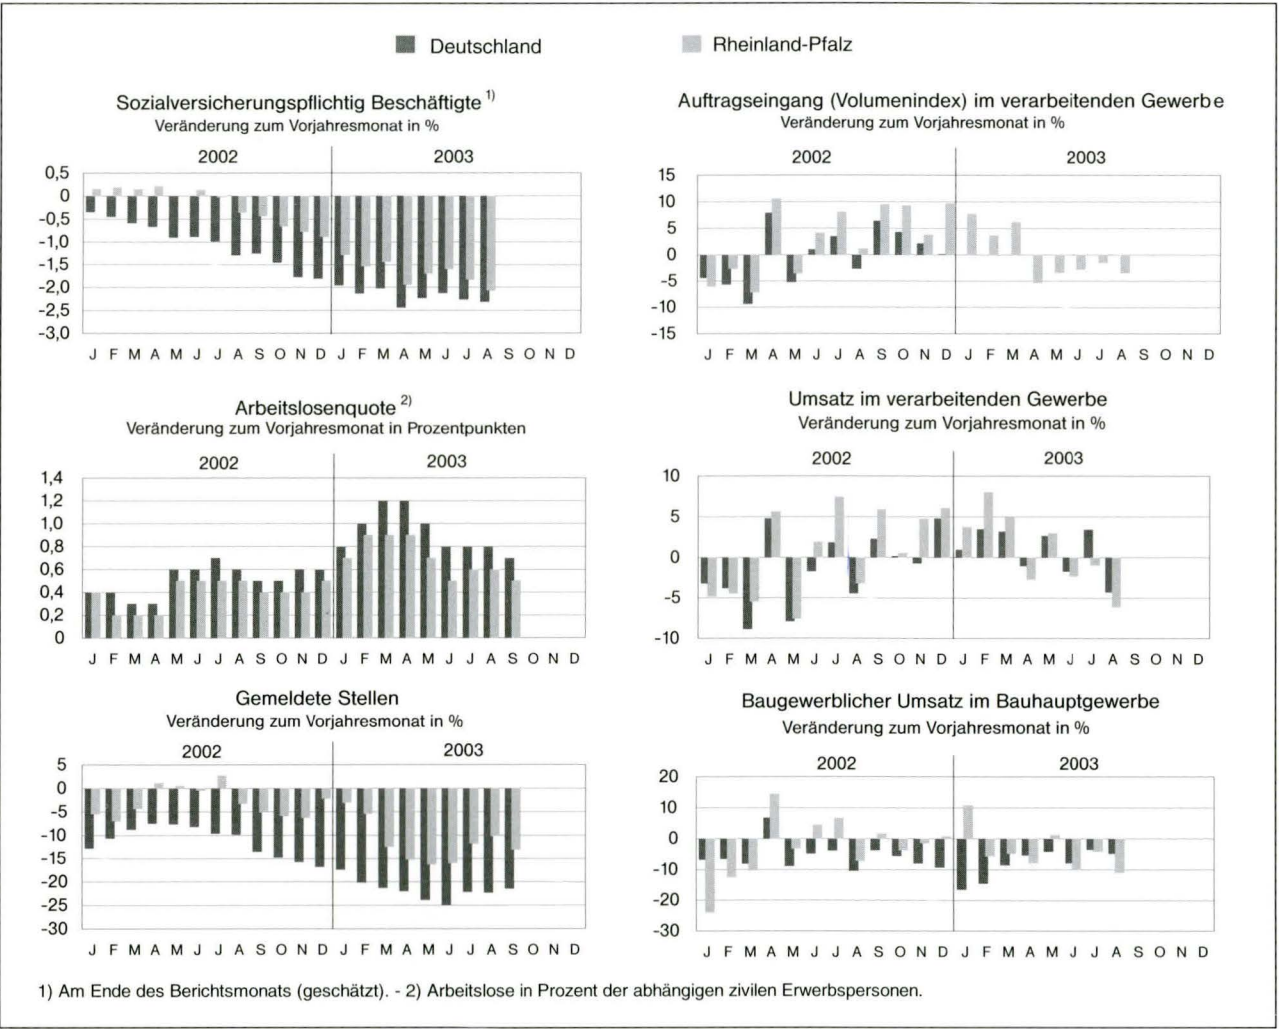 Deutschland
Rheinland-Pfalz
Sozialversicherungspflichtig Beschäftigte 1)
Veränderung zum Vorjahresmonat in %
2002 2003
0,5
0
-0,5
-1,0
-1,5
-2,0
-2,5
-3,0
J F M A M J J A S O N D J F M A M J J A S O N D
Auftragseingang (Volumenindex) im verarbeitenden Gewerbe
Veränderung zum Vorjahresmonat in %
2002 2003
15
10
5
0
-5
-10
-15
J F M A M J J A S O N D J F M A M J J A S O N D
Arbeitslosenquote 2)
Veränderung zum Vorjahresmonat in Prozentpunkten
2002 2003
1,4
1,2
1,0
0,8
0,6
0,4
0,2
0
J F M A M J J A S O N D J F M A M J J A S O N D
Umsatz im verarbeitenden Gewerbe
Veränderung zum Vorjahresmonat in %
2002 2003
10
5
0
-5
-10
J F M A M J J A S O N D J F M A M J J A S O N D
Gemeldete Stellen
Veränderung zum Vorjahresmonat in %
2002 2003
5
0
-5
-10
-15
-20
-25
-30
J F M A M J J A S O N D J F M A M J J A S O N D
Baugewerblicher Umsatz im Bauhauptgewerbe
Veränderung zum Vorjahresmonat in %
2002 2003
20
10
0
-10
-20
-30
J F M A M J J A S O N D J F M A M J J A S O N D
1) Am Ende des Berichtsmonats (geschätzt). - 2) Arbeitslose in Prozent der abhängigen zivilen Erwerbspersonen.